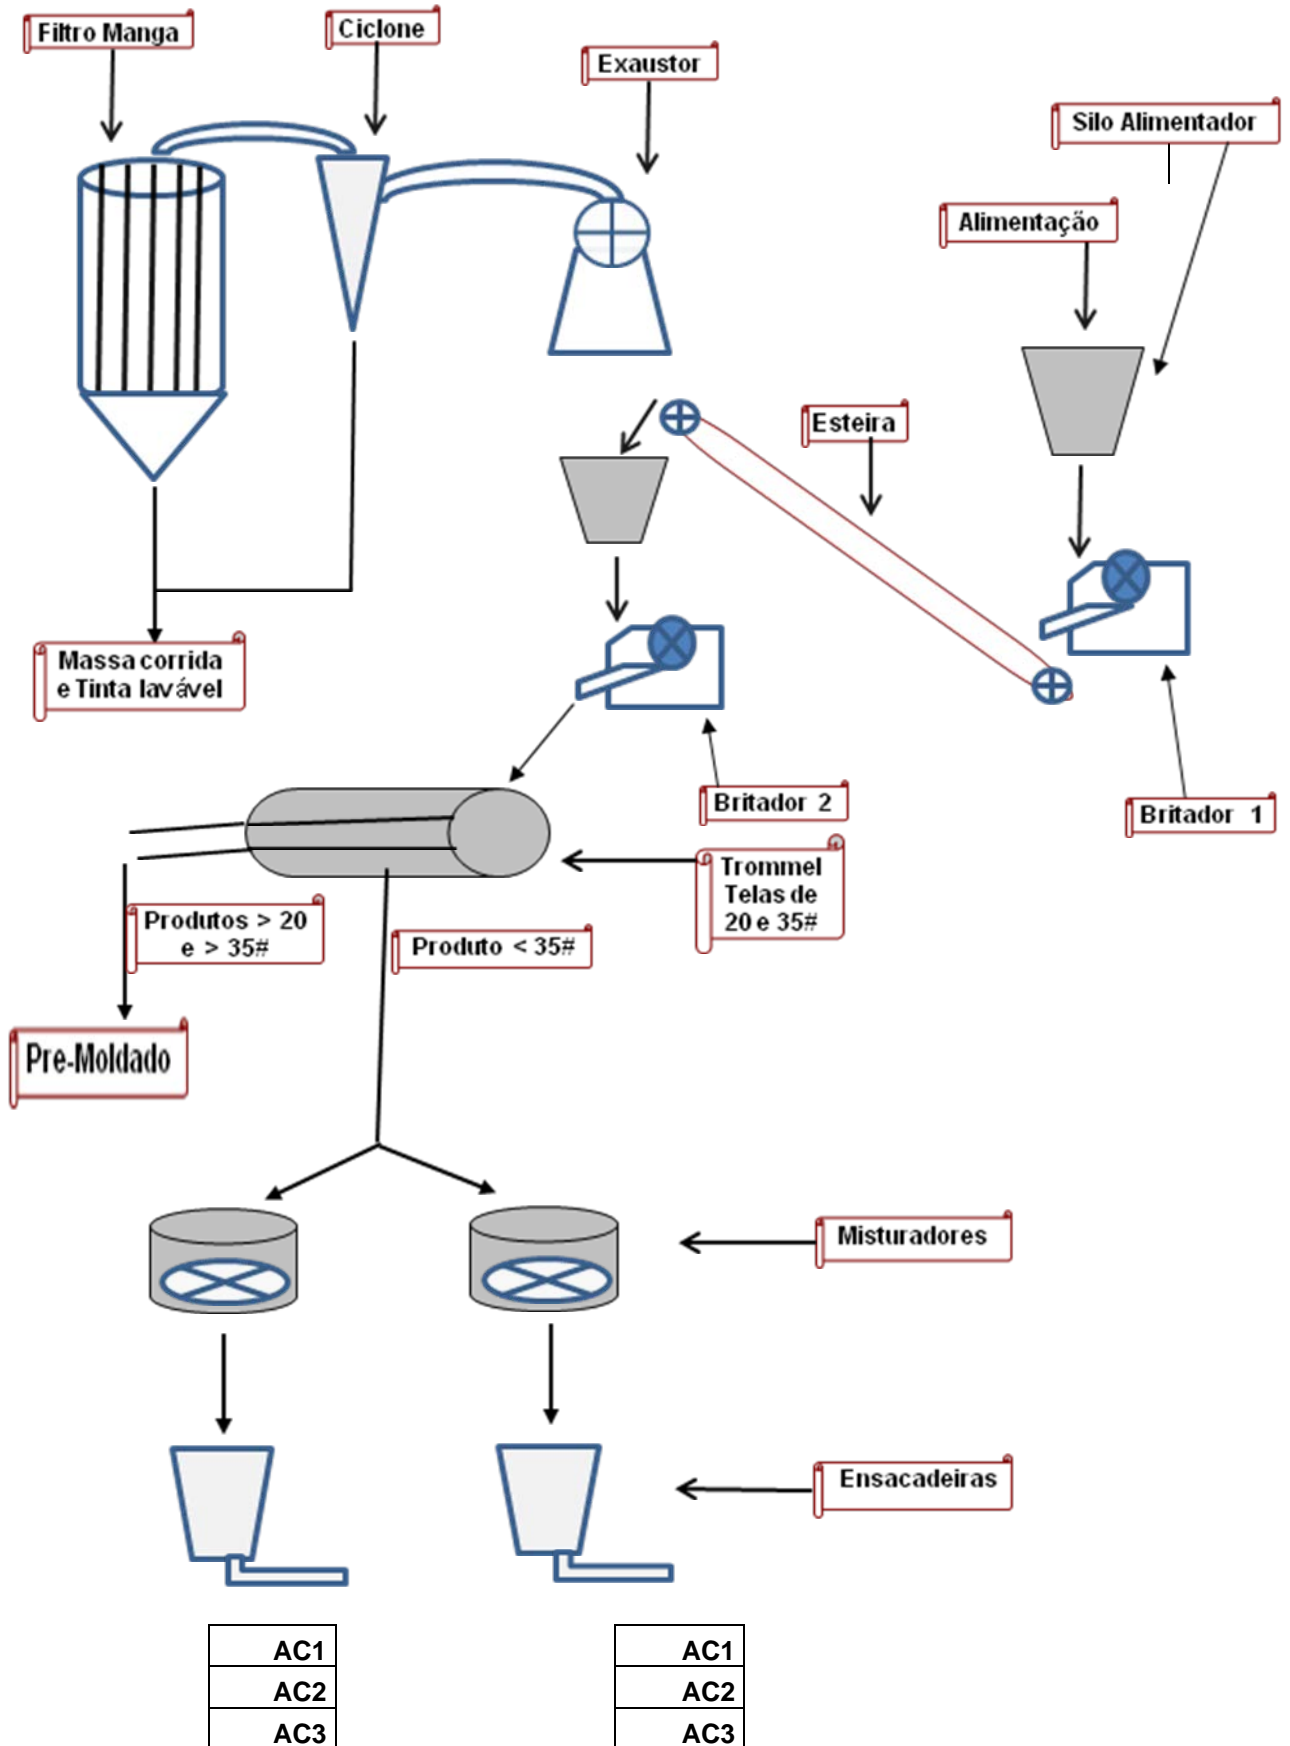 Filtro Manga
Ciclone
Exaustor
Silo Alimentador
Alimentação
Esteira
Massa corrida
e Tinta lavável
Britador 2
Britador 1
Trommel
Telas de
20 e 35#
Produtos > 20
e > 35#
Produto < 35#
Pre-Moldado
Misturadores
Ensacadeiras
AC1
AC2
AC3
AC1
AC2
AC3